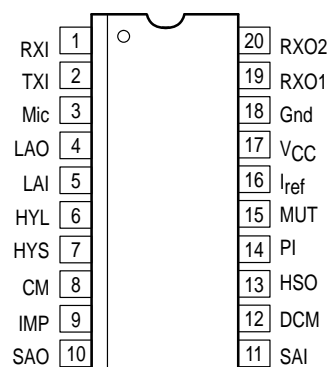 RXI 1 20 RXO2
TXI 2 19 RXO1
Mic 3 18 Gnd
LAO 4 17 VCC
LAI 5 16 Iref
HYL 6 15 MUT
HYS 7 14 PI
CM 8 13 HSO
IMP 9 12 DCM
SAO 10 11 SAI